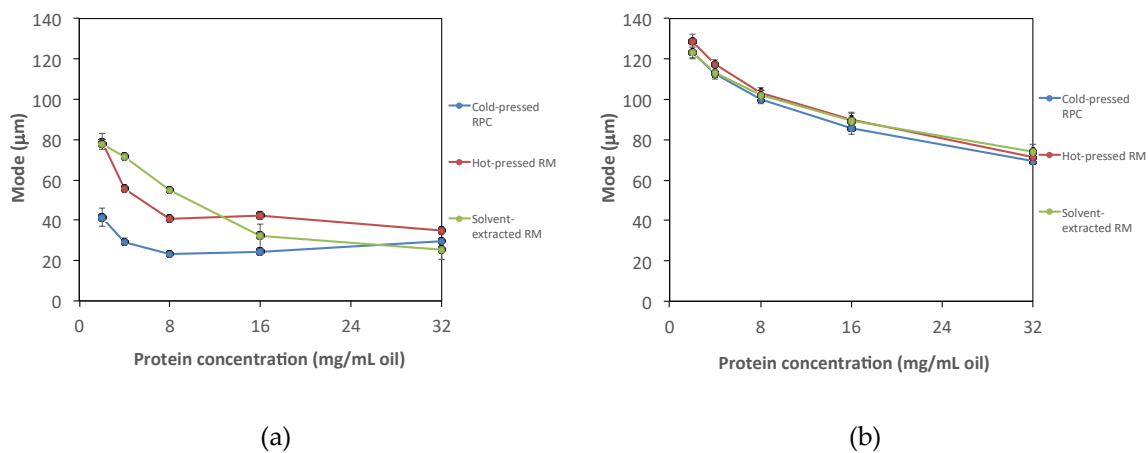 140
120
100
80
60
40
20
0
Mode (µm)
0 8 16 24 32
Protein concentration (mg/mL oil)
Cold-pressed
RPC
Hot-pressed RM
Solvent-
extracted RM
(a)
140
120
100
80
60
40
20
0
Mode (µm)
0 8 16 24 32
Protein concentration (mg/mL oil)
Cold-pressed
RPC
Hot-pressed RM
Solvent-
extracted RM
(b)